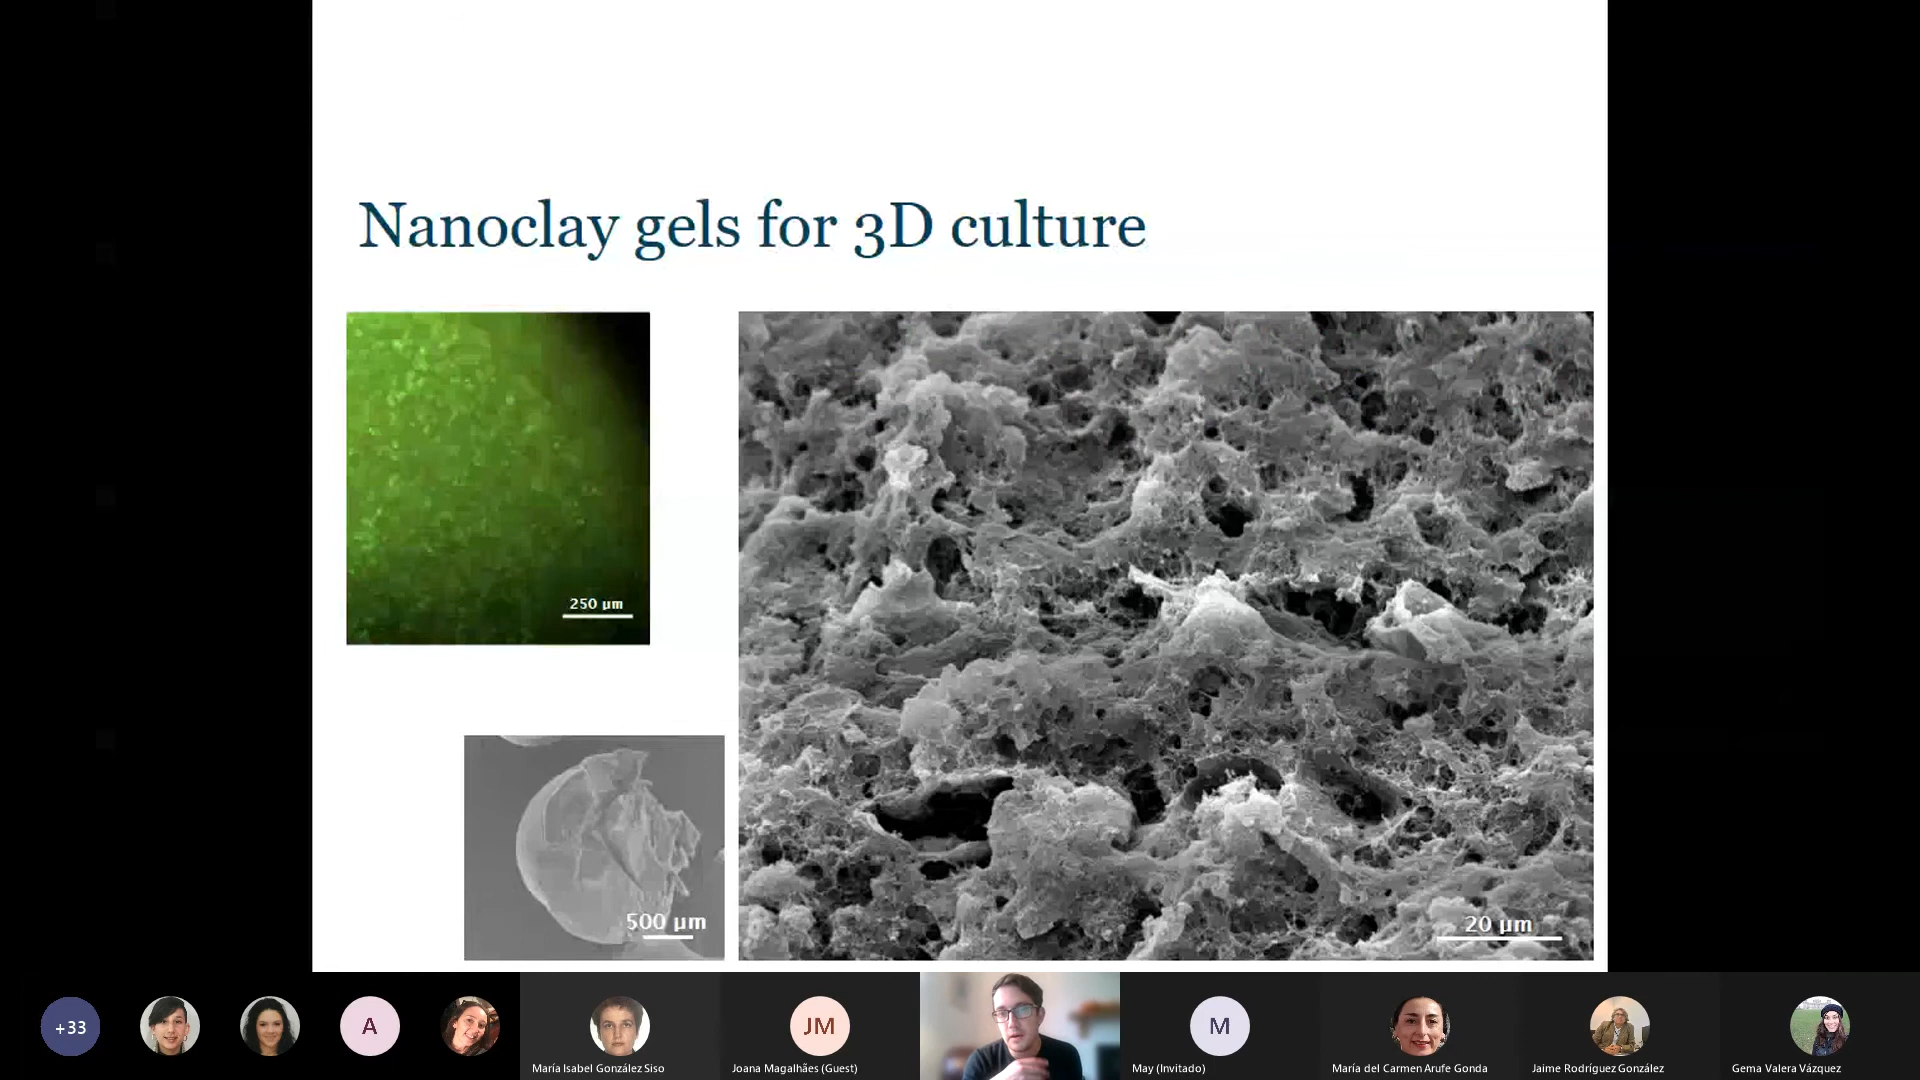 Nanoclay gels for 3D culture
250 µm
500 µm
20 µm
+33
A
JM
M
María Isabel González Siso
Joana Magalhães (Guest)
May (Invitado)
María del Carmen Arufe Gonda
Jaime Rodríguez González
Gema Valera Vázquez